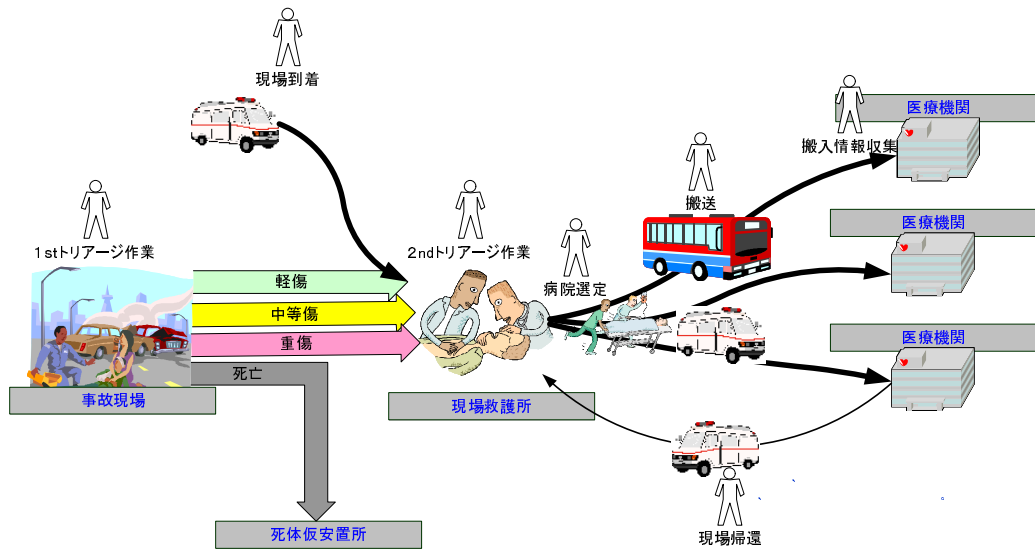 現場到着
医療機関
搬入情報収集
搬送
医療機関
1stトリアージ作業
2ndトリアージ作業
病院選定
軽傷
中等傷
重傷
死亡
医療機関
事故現場
現場救護所
死体仮安置所
現場帰還